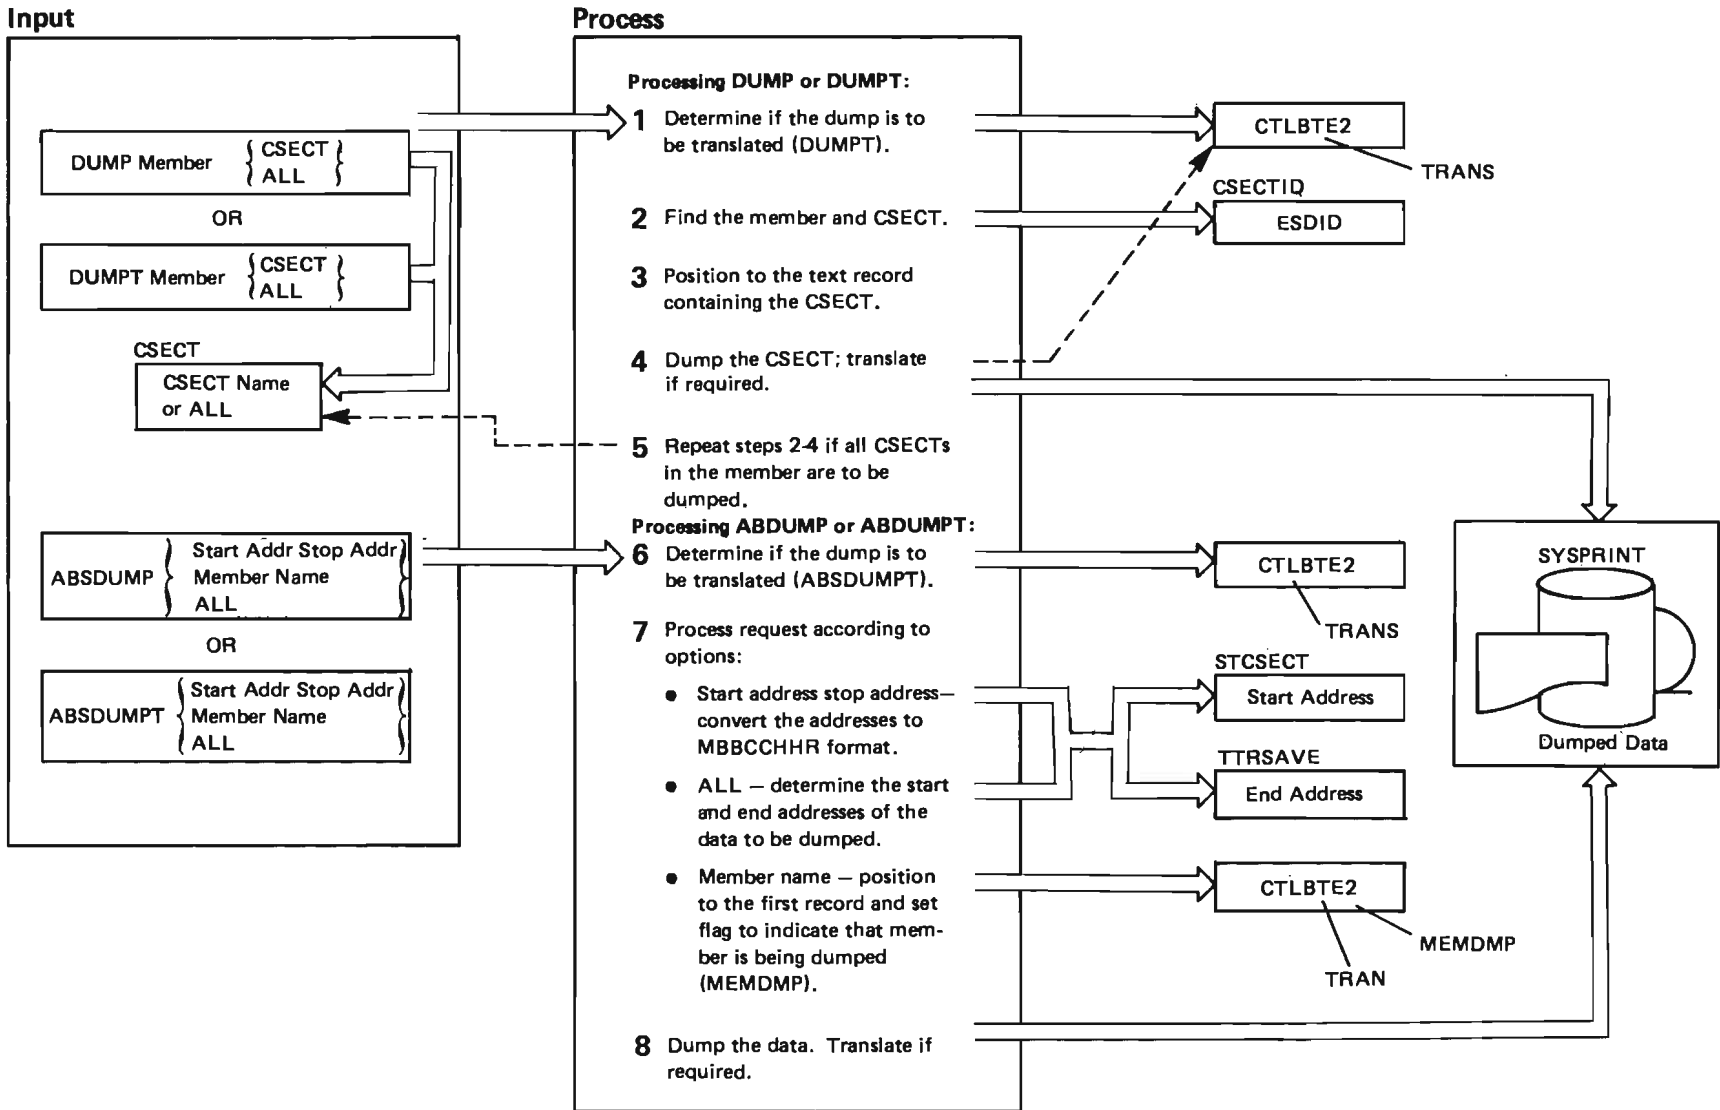 Input
DUMP Member { CSECT }
ALL
OR
DUMPT Member { CSECT }
ALL
CSECT
CSECT Name
or ALL
ABSDUMP { Start Addr Stop Addr }
Member Name
ALL
OR
ABSDUMPT { Start Addr Stop Addr }
Member Name
ALL
Process
Processing DUMP or DUMPT:
1 Determine if the dump is to
be translated (DUMPT).
2 Find the member and CSECT.
3 Position to the text record
containing the CSECT.
4 Dump the CSECT; translate
if required.
5 Repeat steps 2-4 if all CSECTs
in the member are to be
dumped.
Processing ABDUMP or ABDUMPT:
6 Determine if the dump is to
be translated (ABSDUMPT).
7 Process request according to
options:
• Start address stop address—
convert the addresses to
MBBCCHHR format.
• ALL — determine the start
and end addresses of the
data to be dumped.
• Member name — position
to the first record and set
flag to indicate that mem-
ber is being dumped
(MEMDMP).
8 Dump the data. Translate if
required.
CTLBTE2
TRANS
CSECTID
ESDID
CTLBTE2
TRANS
STCSECT
Start Address
TTRSAVE
End Address
CTLBTE2
MEMDMP
TRAN
SYSPRINT
Dumped Data